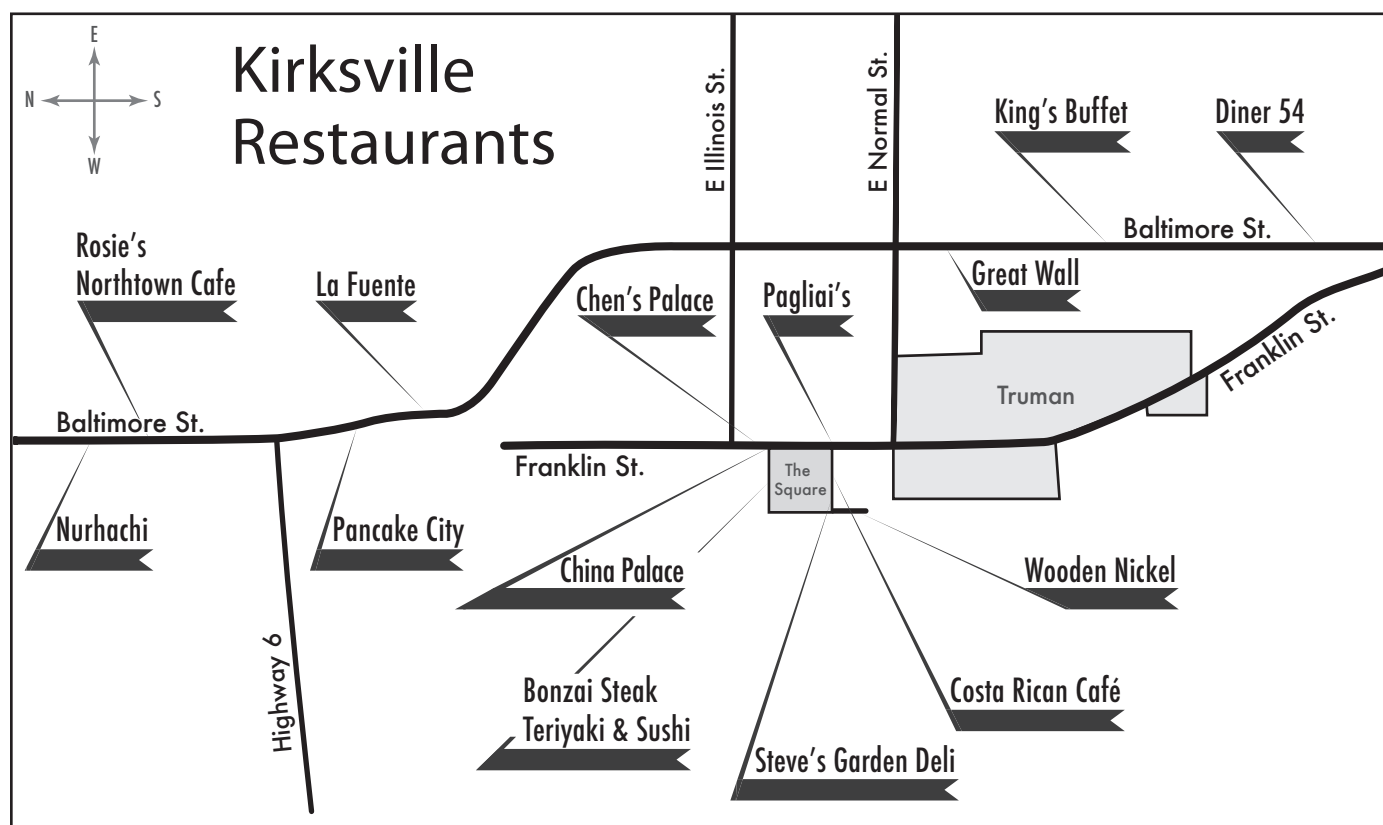 E
N
S
W
Kirksville
Restaurants
E Illinois St.
E Normal St.
King's Buffet
Diner 54
Baltimore St.
Rosie's
Northtown Cafe
La Fuente
Chen's Palace
Pagliai's
Great Wall
Franklin St.
Truman
Baltimore St.
Franklin St.
The
Square
Nurhachi
Pancake City
China Palace
Wooden Nickel
Highway 6
Bonzai Steak
Teriyaki & Sushi
Costa Rican Café
Steve's Garden Deli